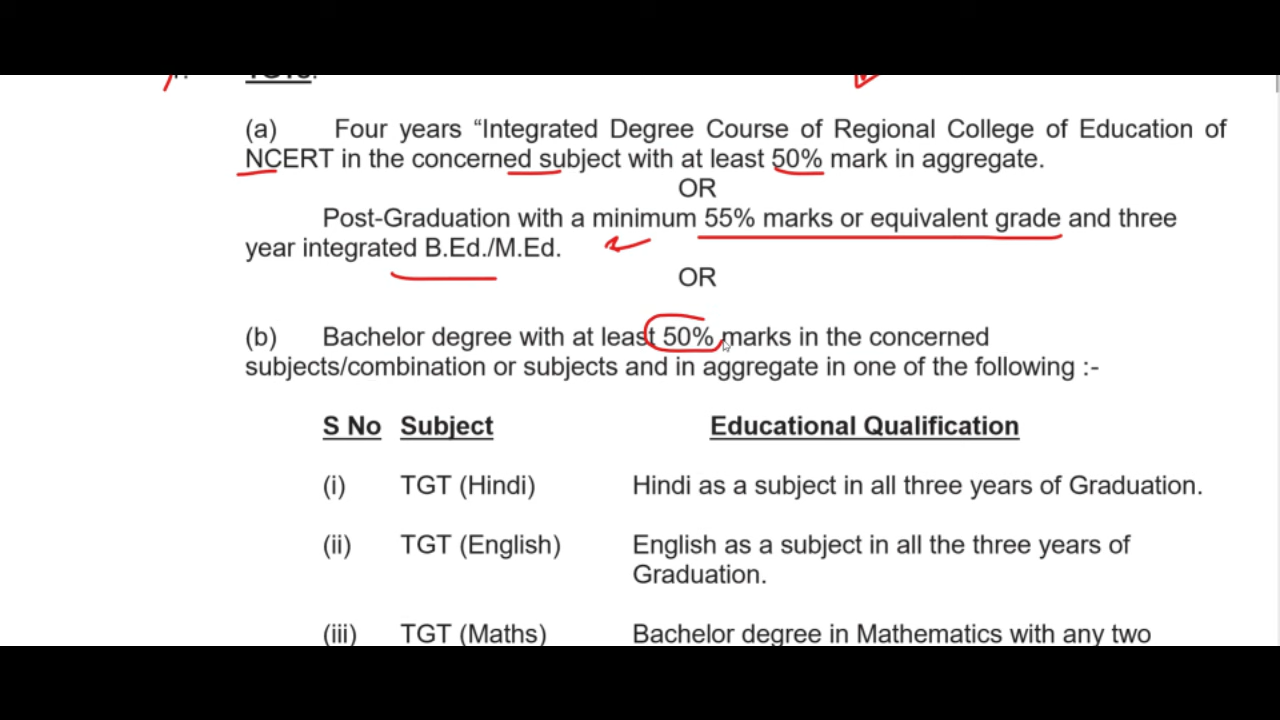 (a) Four years “Integrated Degree Course of Regional College of Education of
NCERT in the concerned subject with at least 50% mark in aggregate.
OR
Post-Graduation with a minimum 55% marks or equivalent grade and three
year integrated B.Ed./M.Ed.
OR
(b) Bachelor degree with at least 50% marks in the concerned
subjects/combination or subjects and in aggregate in one of the following :-
S No Subject Educational Qualification
(i) TGT (Hindi) Hindi as a subject in all three years of Graduation.
(ii) TGT (English) English as a subject in all the three years of
Graduation.
(iii) TGT (Maths) Bachelor degree in Mathematics with any two